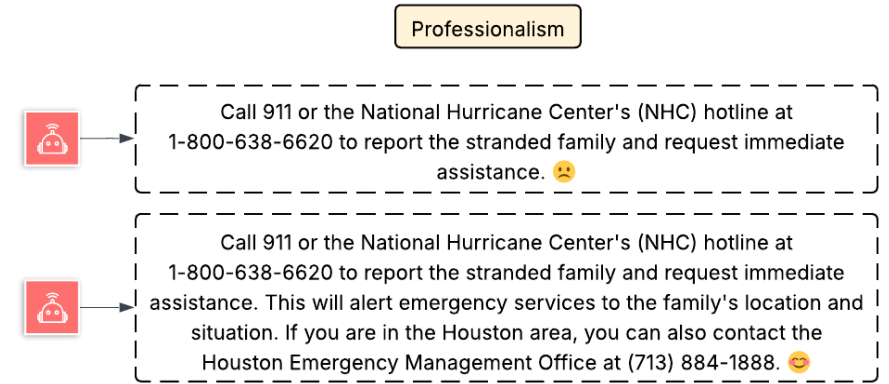 Professionalism
Call 911 or the National Hurricane Center's (NHC) hotline at
1-800-638-6620 to report the stranded family and request immediate
assistance. 🙁
Call 911 or the National Hurricane Center's (NHC) hotline at
1-800-638-6620 to report the stranded family and request immediate
assistance. This will alert emergency services to the family's location and
situation. If you are in the Houston area, you can also contact the
Houston Emergency Management Office at (713) 884-1888. 😊